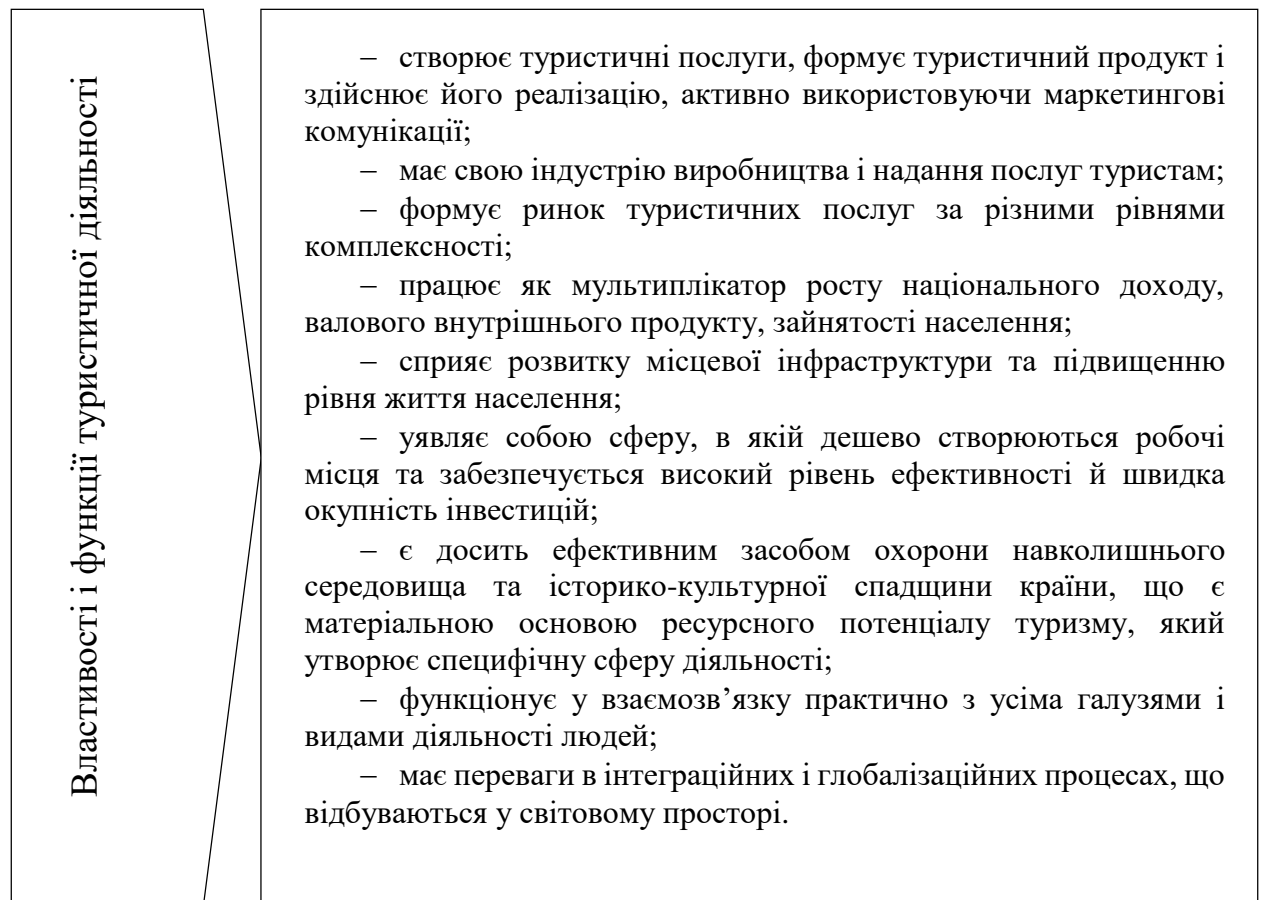 Властивості і функції туристичної діяльності
– створює туристичні послуги, формує туристичний продукт і
здійснює його реалізацію, активно використовуючи маркетингові
комунікації;
– має свою індустрію виробництва і надання послуг туристам;
– формує ринок туристичних послуг за різними рівнями
комплексності;
– працює як мультиплікатор росту національного доходу,
валового внутрішнього продукту, зайнятості населення;
– сприяє розвитку місцевої інфраструктури та підвищенню
рівня життя населення;
– уявляє собою сферу, в якій дешево створюються робочі
місця та забезпечується високий рівень ефективності й швидка
окупність інвестицій;
– є досить ефективним засобом охорони навколишнього
середовища та історико-культурної спадщини країни, що є
матеріальною основою ресурсного потенціалу туризму, який
утворює специфічну сферу діяльності;
– функціонує у взаємозв’язку практично з усіма галузями і
видами діяльності людей;
– має переваги в інтеграційних і глобалізаційних процесах, що
відбуваються у світовому просторі.